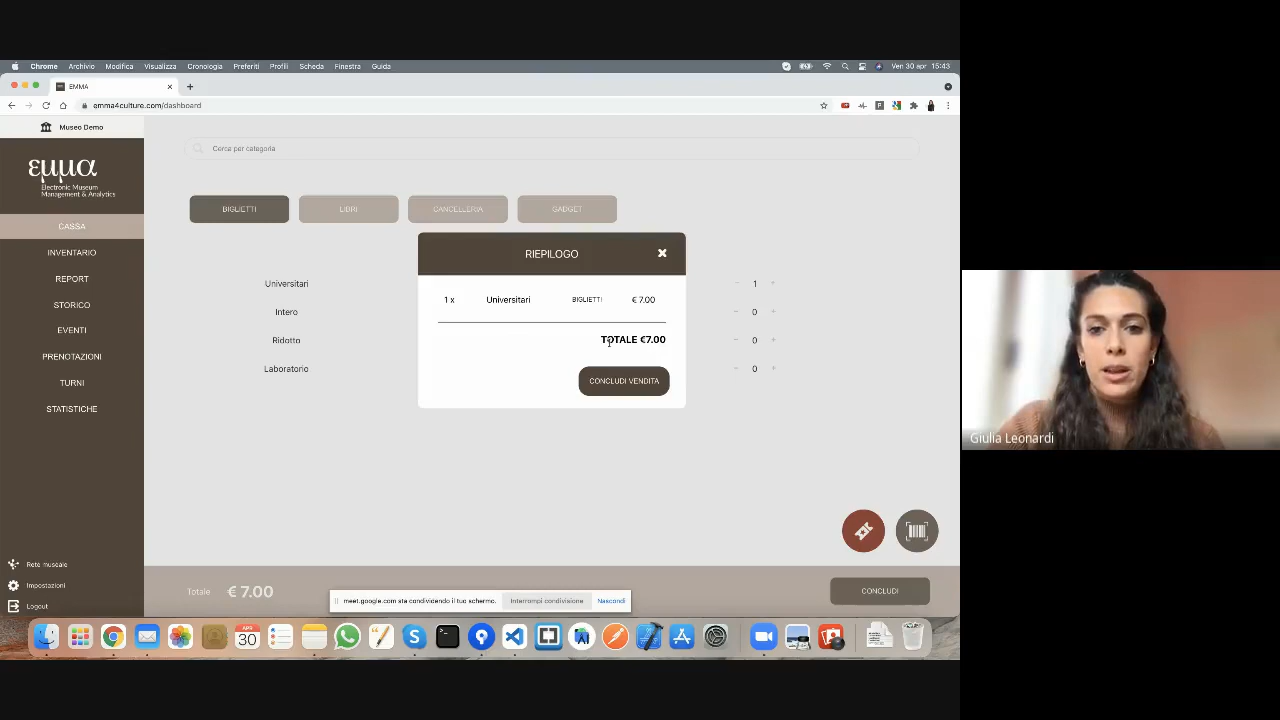 Chrome Archivio Modifica Visualizza Cronologia Preferiti Profili Scheda Finestra Guida Ven 30 apr 15:43
EMMA
emma4culture.com/dashboard
Museo Demo
εμμα
Electronic Museum
Management & Analytics
CASSA
INVENTARIO
REPORT
STORICO
EVENTI
PRENOTAZIONI
TURNI
STATISTICHE
Rete museale
Impostazioni
Logout
Cerca per categoria
BIGLIETTI LIBRI CANCELLERIA GADGET
Universitari 1
Intero 0
Ridotto 0
Laboratorio 0
RIEPILOGO
1 x Universitari BIGLIETTI € 7.00
TOTALE €7.00
CONCLUDI VENDITA
Totale € 7.00
CONCLUDI
meet.google.com sta condividendo il tuo schermo. Interrompi condivisione Nascondi
APR
30
Giulia Leonardi